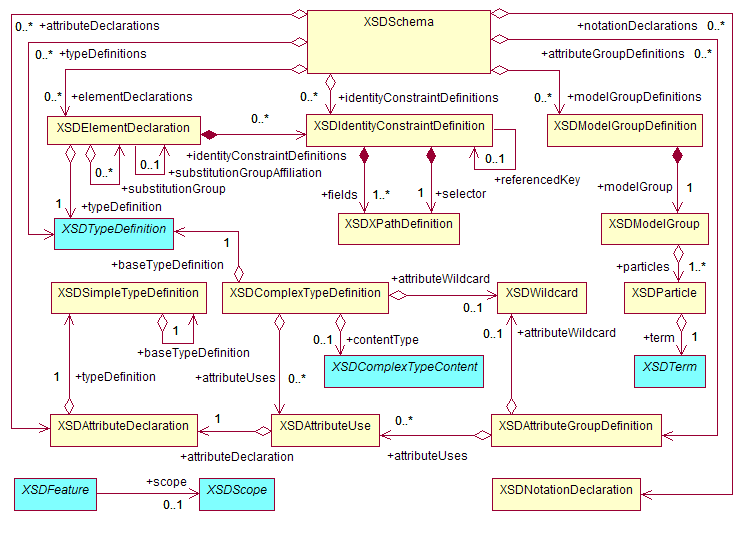 XSDSchema
0..* +attributeDeclarations
+notationDeclarations 0..*
0..* +typeDefinitions
+attributeGroupDefinitions 0..*
0..* +elementDeclarations
0..* +identityConstraintDefinitions
0..* +modelGroupDefinitions
XSDElementDeclaration
0..*
XSDIdentityConstraintDefinition
XSDModelGroupDefinition
+identityConstraintDefinitions
0..*
0..1
+substitutionGroupAffiliation
0..1
+referencedKey
+substitutionGroup
+fields
1..*
1
+selector
+modelGroup
1
1
+typeDefinition
XSDTypeDefinition
1
XSDXPathDefinition
XSDModelGroup
+baseTypeDefinition
+attributeWildcard
+particles
1..*
XSDSimpleTypeDefinition
XSDComplexTypeDefinition
XSDWildcard
XSDParticle
0..1
1
+baseTypeDefinition
0..1
+contentType
0..1
+attributeWildcard
+term
1
XSDComplexTypeContent
XSDTerm
1
+typeDefinition
+attributeUses
0..*
XSDAttributeDeclaration
1
XSDAttributeUse
0..*
XSDAttributeGroupDefinition
+attributeDeclaration
+attributeUses
XSDFeature
+scope
0..1
XSDScope
XSDNotationDeclaration